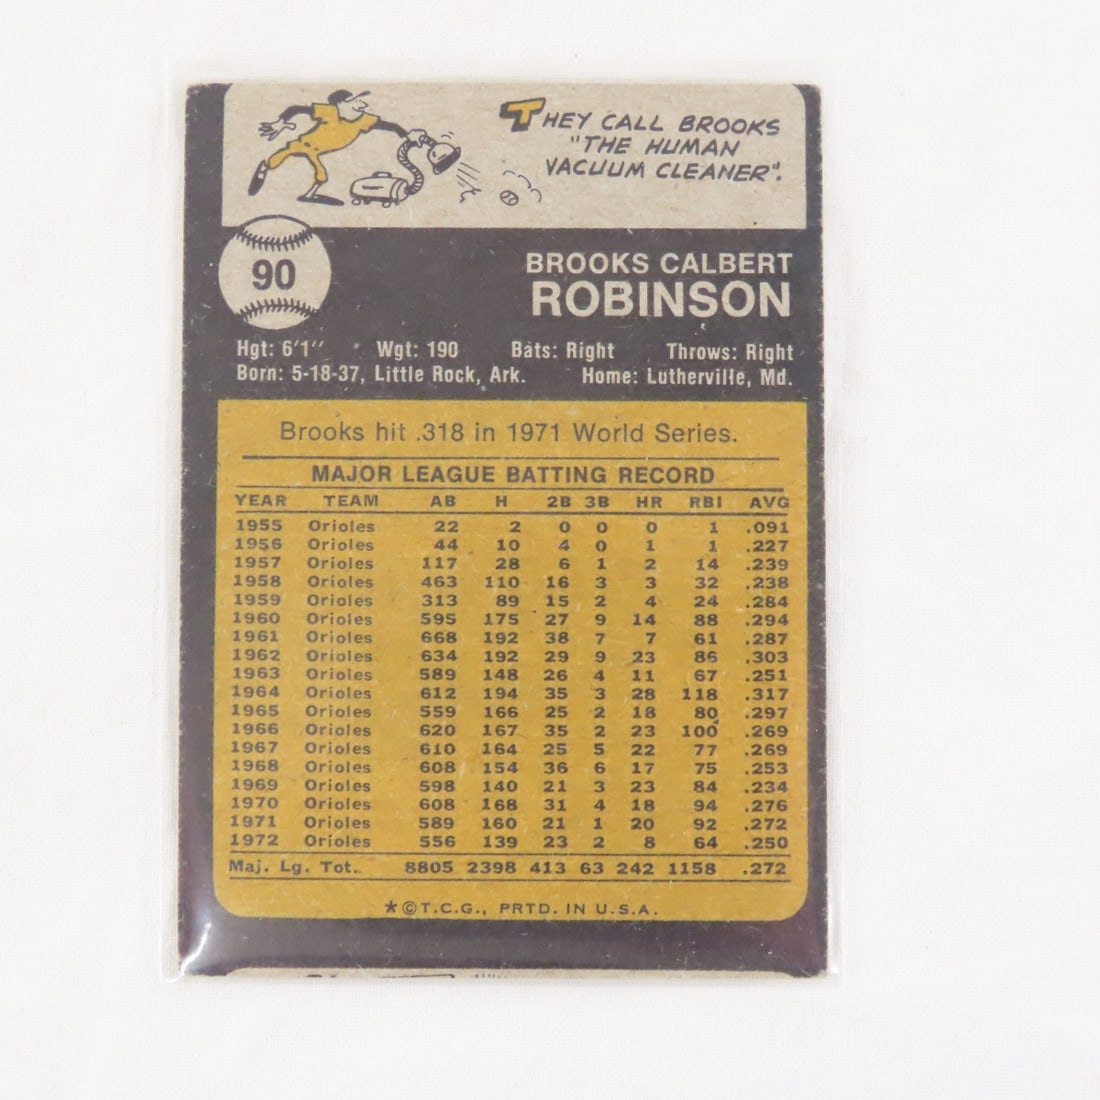 THEY CALL BROOKS
"THE HUMAN
VACUUM CLEANER".
90
BROOKS CALBERT
ROBINSON
Hgt: 6'1" Wgt: 190 Bats: Right Throws: Right
Born: 5-18-37, Little Rock, Ark. Home: Lutherville, Md.
Brooks hit .318 in 1971 World Series.
MAJOR LEAGUE BATTING RECORD
YEAR TEAM AB H 2B 3B HR RBI AVG
1955 Orioles 22 2 0 0 0 1 .091
1956 Orioles 44 10 4 0 1 1 .227
1957 Orioles 117 28 6 1 2 14 .239
1958 Orioles 463 110 16 3 3 32 .238
1959 Orioles 313 89 15 2 4 24 .284
1960 Orioles 595 175 27 9 14 88 .294
1961 Orioles 668 192 38 7 7 61 .287
1962 Orioles 634 192 29 9 23 86 .303
1963 Orioles 589 148 26 4 11 67 .251
1964 Orioles 612 194 35 3 28 118 .317
1965 Orioles 559 166 25 2 18 80 .297
1966 Orioles 620 167 35 2 23 100 .269
1967 Orioles 610 164 25 5 22 77 .269
1968 Orioles 608 154 36 6 17 75 .253
1969 Orioles 598 140 21 3 23 84 .234
1970 Orioles 608 168 31 4 18 94 .276
1971 Orioles 589 160 21 1 20 92 .272
1972 Orioles 556 139 23 2 8 64 .250
Maj. Lg. Tot. 8805 2398 413 63 242 1158 .272
*©T.C.G., PRTD. IN U.S.A.